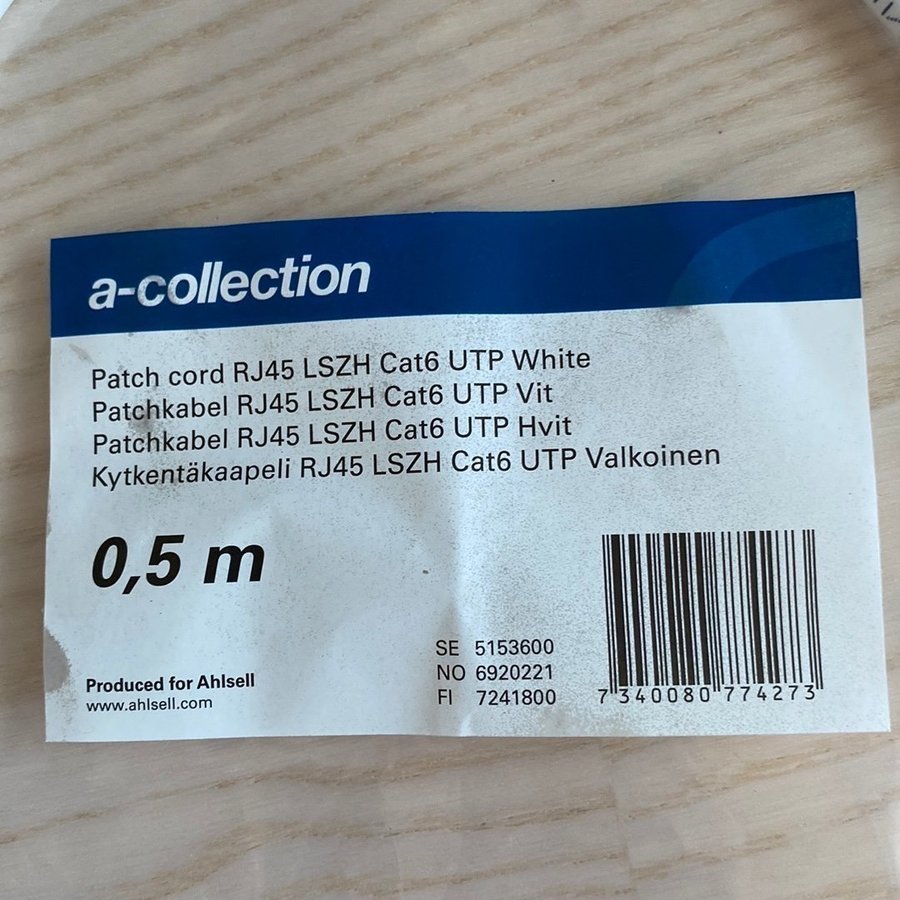 a-collection
Patch cord RJ45 LSZH Cat6 UTP White
Patchkabel RJ45 LSZH Cat6 UTP Vit
Patchkabel RJ45 LSZH Cat6 UTP Hvit
Kytkentäkaapeli RJ45 LSZH Cat6 UTP Valkoinen
0,5 m
SE 5153600
NO 6920221
FI 7241800
Produced for Ahlsell
www.ahlsell.com
7 340080 774273